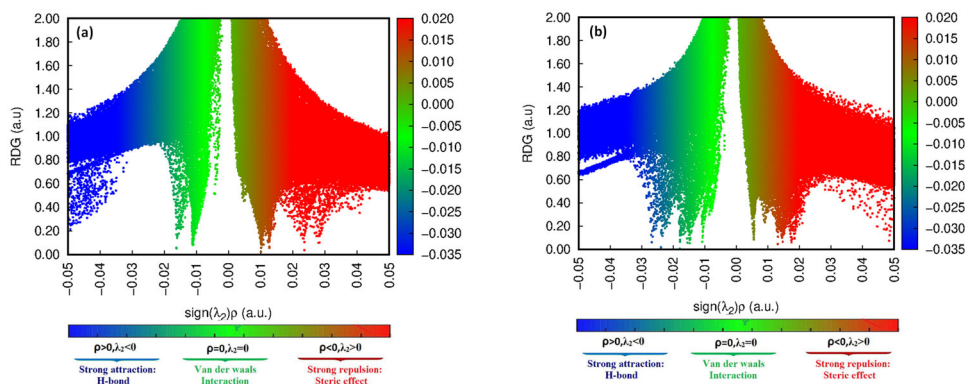 (a)
RDG (a.u)
2.00
1.80
1.60
1.40
1.20
1.00
0.80
0.60
0.40
0.20
0.00
−0.05
−0.04
−0.03
−0.02
−0.01
0.00
0.01
0.02
0.03
0.04
0.05
sign(λ₂)ρ (a.u.)
0.020
0.015
0.010
0.005
0.000
−0.005
−0.010
−0.015
−0.020
−0.025
−0.030
−0.035
ρ>0,λ₂<0
ρ=0,λ₂=0
ρ<0,λ₂>0
Strong attraction:
H-bond
Van der waals
Interaction
Strong repulsion:
Steric effect
(b)
RDG (a.u)
2.00
1.80
1.60
1.40
1.20
1.00
0.80
0.60
0.40
0.20
0.00
−0.05
−0.04
−0.03
−0.02
−0.01
0.00
0.01
0.02
0.03
0.04
0.05
sign(λ₂)ρ (a.u.)
0.020
0.015
0.010
0.005
0.000
−0.005
−0.010
−0.015
−0.020
−0.025
−0.030
−0.035
ρ>0,λ₂<0
ρ=0,λ₂=0
ρ<0,λ₂>0
Strong attraction:
H-bond
Van der waals
Interaction
Strong repulsion:
Steric effect